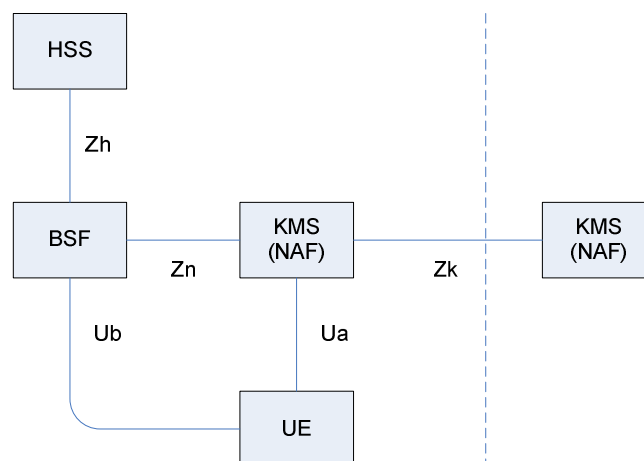 HSS
Zh
BSF
Zn
KMS
(NAF)
Zk
KMS
(NAF)
Ub
Ua
UE